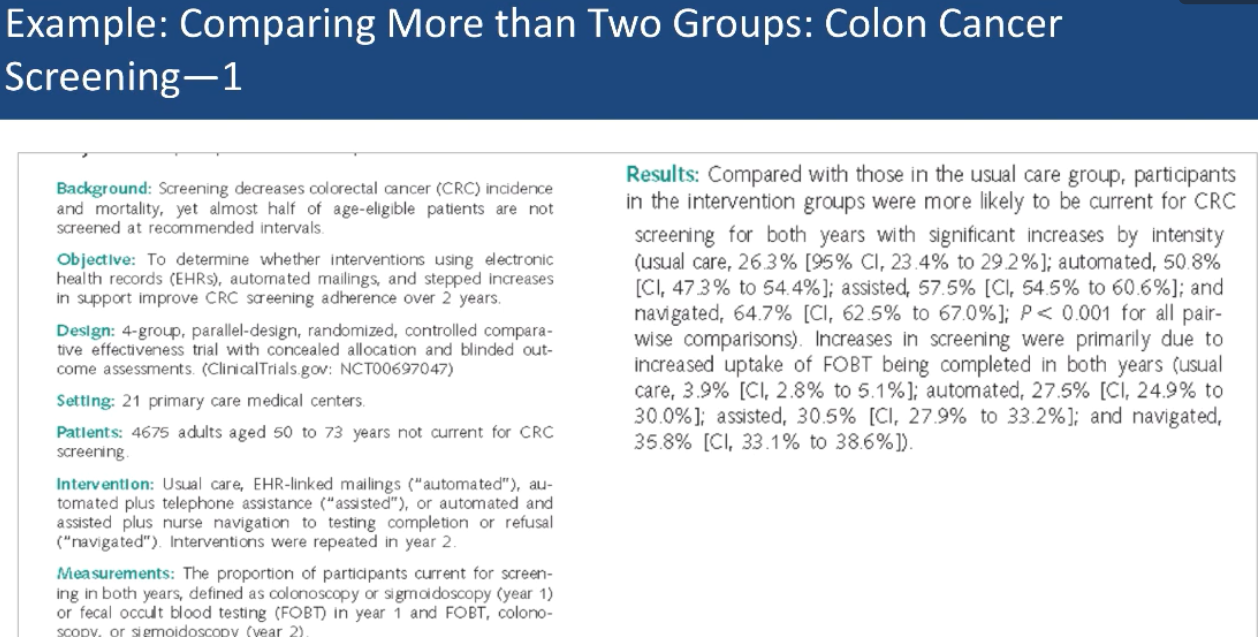 Example: Comparing More than Two Groups: Colon Cancer
Screening—1
Background: Screening decreases colorectal cancer (CRC) incidence
and mortality, yet almost half of age-eligible patients are not
screened at recommended intervals.
Objective: To determine whether interventions using electronic
health records (EHRs), automated mailings, and stepped increases
in support improve CRC screening adherence over 2 years.
Design: 4-group, parallel-design, randomized, controlled compara-
tive effectiveness trial with concealed allocation and blinded out-
come assessments. (ClinicalTrials.gov: NCT00697047)
Setting: 21 primary care medical centers.
Patients: 4675 adults aged 50 to 73 years not current for CRC
screening.
Intervention: Usual care, EHR-linked mailings ("automated"), au-
tomated plus telephone assistance ("assisted"), or automated and
assisted plus nurse navigation to testing completion or refusal
("navigated"). Interventions were repeated in year 2.
Measurements: The proportion of participants current for screen-
ing in both years, defined as colonoscopy or sigmoidoscopy (year 1)
or fecal occult blood testing (FOBT) in year 1 and FOBT, colono-
scopy, or sigmoidoscopy (year 2).
Results: Compared with those in the usual care group, participants
in the intervention groups were more likely to be current for CRC
screening for both years with significant increases by intensity
(usual care, 26.3% [95% CI, 23.4% to 29.2%]; automated, 50.8%
[CI, 47.3% to 54.4%]; assisted, 57.5% [CI, 54.5% to 60.6%]; and
navigated, 64.7% [CI, 62.5% to 67.0%]; P < 0.001 for all pair-
wise comparisons). Increases in screening were primarily due to
increased uptake of FOBT being completed in both years (usual
care, 3.9% [CI, 2.8% to 5.1%]; automated, 27.5% [CI, 24.9% to
30.0%]; assisted, 30.5% [CI, 27.9% to 33.2%]; and navigated,
35.8% [CI, 33.1% to 38.6%]).